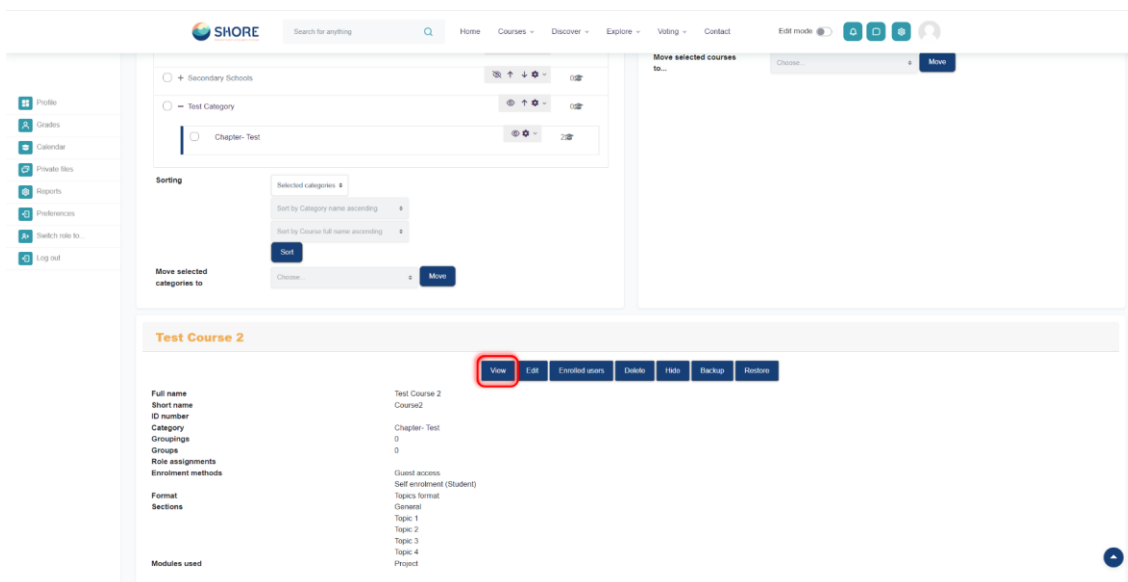 SHORE
Search for anything
Home Courses Discover Explore Voting Contact
Edit mode
Profile
Grades
Calendar
Private files
Reports
Preferences
Switch role to...
Log out
Secondary Schools 0
Test Category 0
Chapter- Test 2
Sorting
Selected categories
Sort by Category name ascending
Sort by Course full name ascending
Sort
Move selected
categories to
Choose...
Move
Move selected courses
to...
Choose...
Move
Test Course 2
View Edit Enrolled users Delete Hide Backup Restore
Full name Test Course 2
Short name Course2
ID number
Category Chapter- Test
Groupings 0
Groups 0
Role assignments
Enrolment methods Guest access
Self enrolment (Student)
Format Topics format
Sections General
Topic 1
Topic 2
Topic 3
Topic 4
Modules used Project